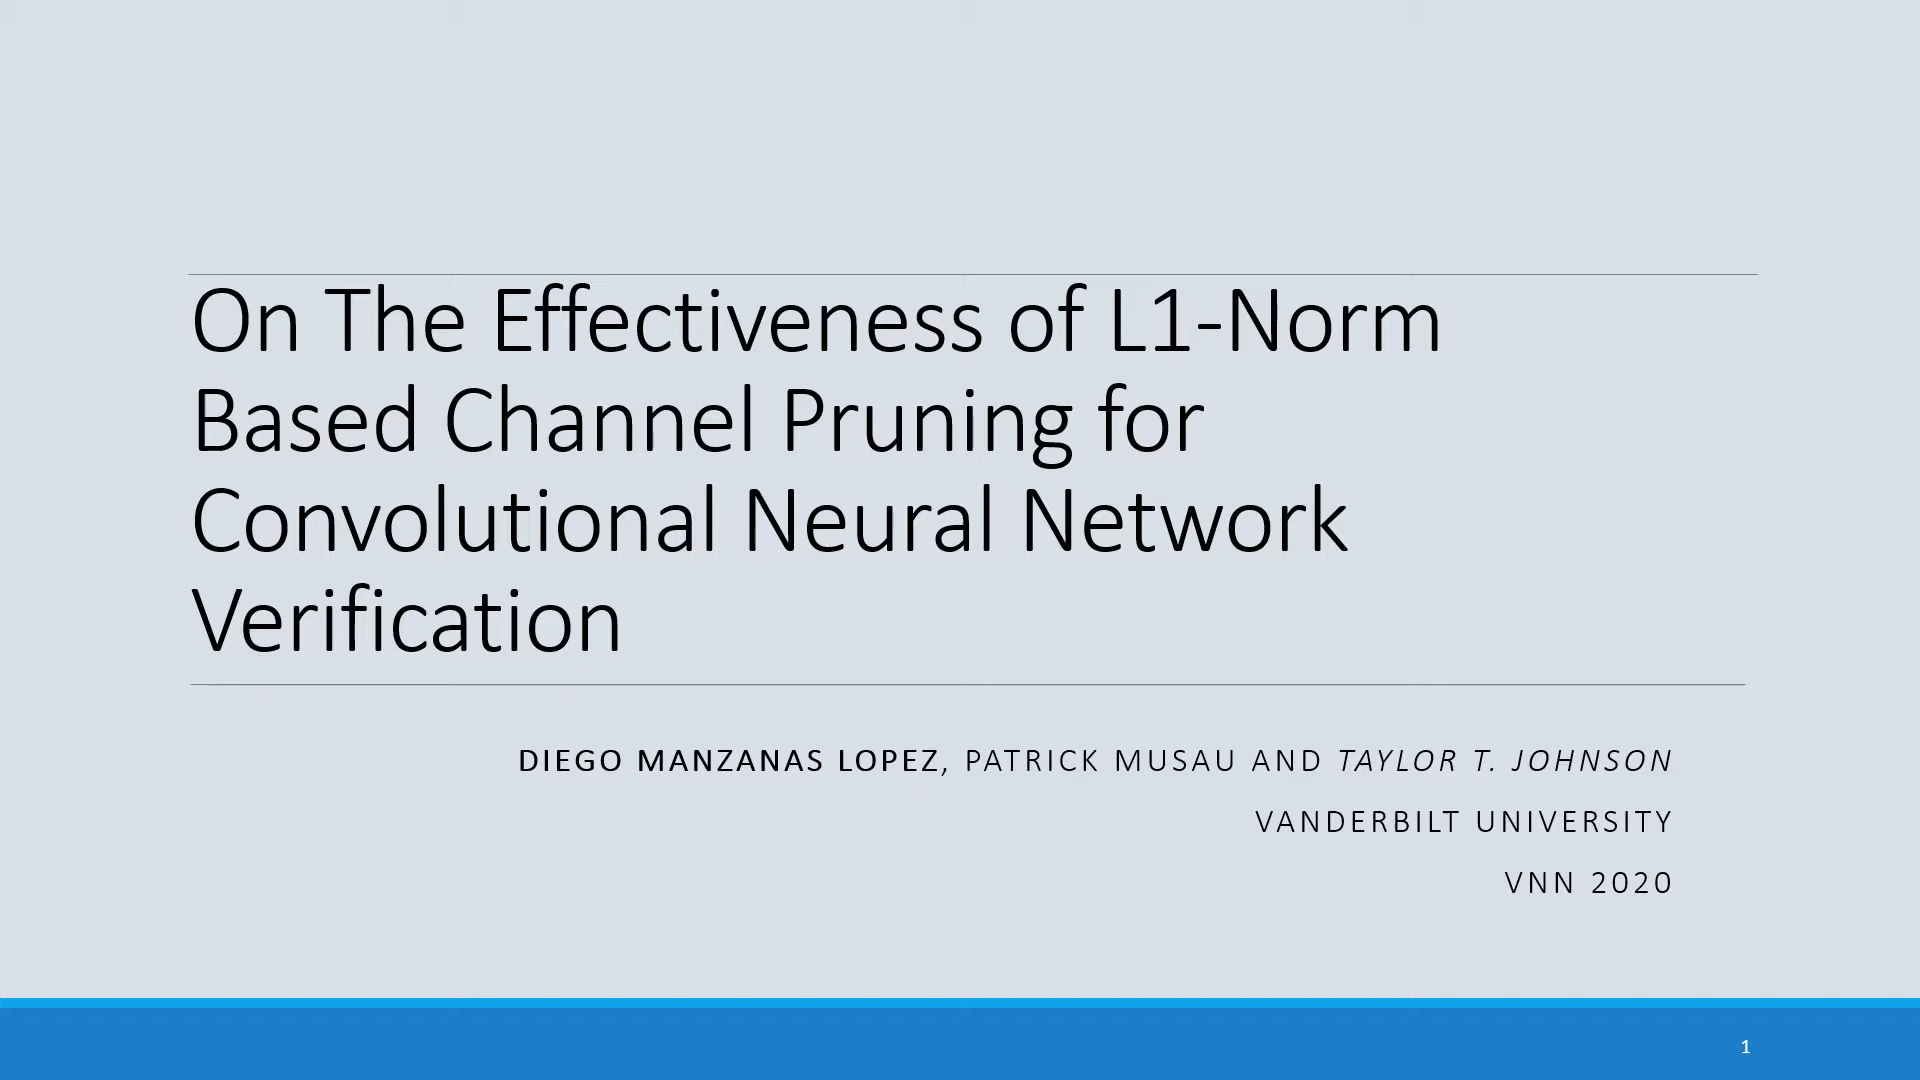 On The Effectiveness of L1-Norm
Based Channel Pruning for
Convolutional Neural Network
Verification
DIEGO MANZANAS LOPEZ, PATRICK MUSAU AND TAYLOR T. JOHNSON
VANDERBILT UNIVERSITY
VNN 2020
1